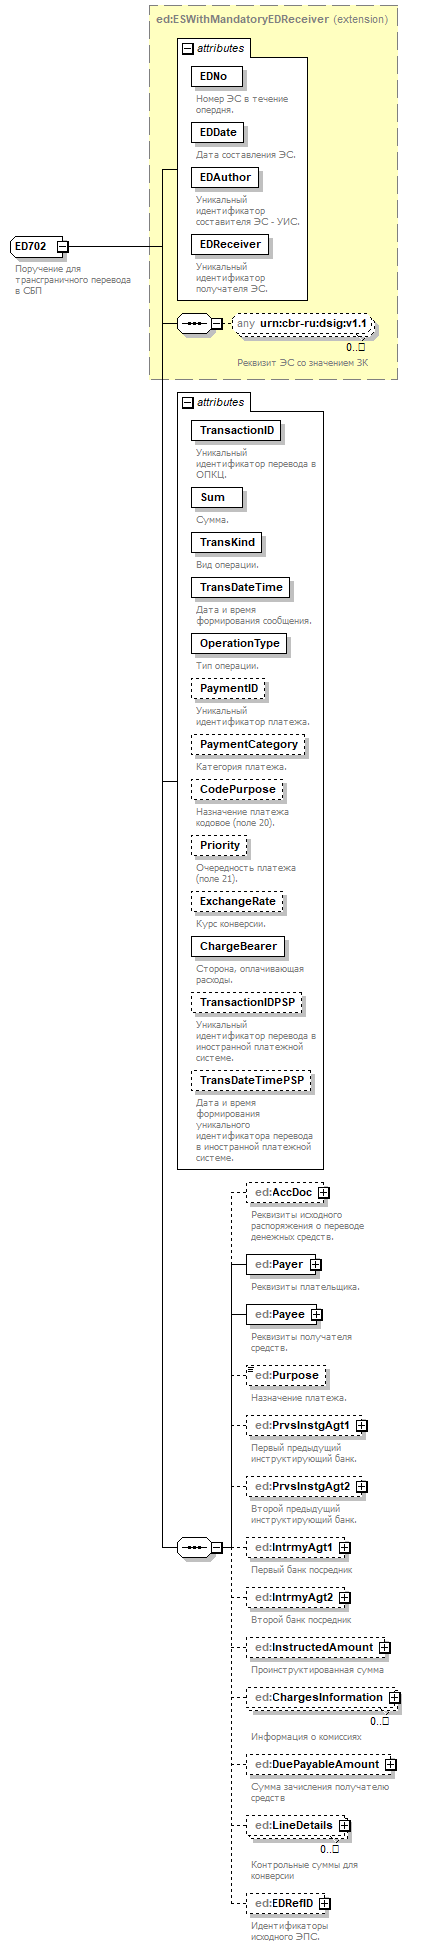 ed:ESWithMandatoryEDReceiver (extension)
attributes
EDNo
Номер ЭС в течение
опердня.
EDDate
Дата составления ЭС.
EDAuthor
Уникальный
идентификатор
составителя ЭС - УИС.
EDReceiver
Уникальный
идентификатор
получателя ЭС.
ED702
Поручение для
трансграничного перевода
в СБП
any urn:cbr-ru:dsig:v1.1
0..
Реквизит ЭС со значением ЗК
attributes
TransactionID
Уникальный
идентификатор перевода в
ОПКЦ.
Sum
Сумма.
TransKind
Вид операции.
TransDateTime
Дата и время
формирования сообщения.
OperationType
Тип операции.
PaymentID
Уникальный
идентификатор платежа.
PaymentCategory
Категория платежа.
CodePurpose
Назначение платежа
кодовое (поле 20).
Priority
Очередность платежа
(поле 21).
ExchangeRate
Курс конверсии.
ChargeBearer
Сторона, оплачивающая
расходы.
TransactionIDPSP
Уникальный
идентификатор перевода в
иностранной платежной
системе.
TransDateTimePSP
Дата и время
формирования
уникального
идентификатора перевода
в иностранной платежной
системе.
ed:AccDoc
Реквизиты исходного
распоряжения о переводе
денежных средств.
ed:Payer
Реквизиты плательщика.
ed:Payee
Реквизиты получателя
средств.
ed:Purpose
Назначение платежа.
ed:PrvsInstgAgt1
Первый предыдущий
инструктирующий банк.
ed:PrvsInstgAgt2
Второй предыдущий
инструктирующий банк.
ed:IntrmyAgt1
Первый банк посредник
ed:IntrmyAgt2
Второй банк посредник
ed:InstructedAmount
Проинструктированная сумма
ed:ChargesInformation
0..
Информация о комиссиях
ed:DuePayableAmount
Сумма зачисления получателю
средств
ed:LineDetails
0..
Контрольные суммы для
конверсии
ed:EDRefID
Идентификаторы
исходного ЭПС.